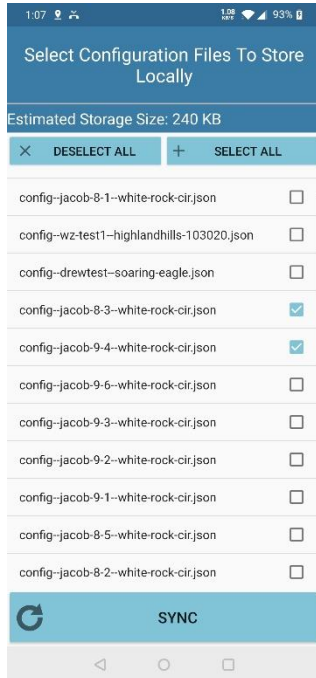 1:07
1.08 KB/S
93%
Select Configuration Files To Store
Locally
Estimated Storage Size: 240 KB
DESELECT ALL
SELECT ALL
config--jacob-8-1--white-rock-cir.json
config--wz-test1--highlandhills-103020.json
config--drewtest--soaring-eagle.json
config--jacob-8-3--white-rock-cir.json
config--jacob-9-4--white-rock-cir.json
config--jacob-9-6--white-rock-cir.json
config--jacob-9-3--white-rock-cir.json
config--jacob-9-2--white-rock-cir.json
config--jacob-9-1--white-rock-cir.json
config--jacob-8-5--white-rock-cir.json
config--jacob-8-2--white-rock-cir.json
SYNC